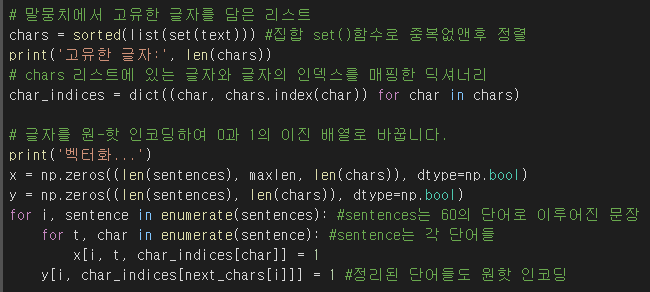 # 말뭉치에서 고유한 글자를 담은 리스트
chars = sorted(list(set(text))) #집합 set()함수로 중복없앤후 정렬
print('고유한 글자:', len(chars))
# chars 리스트에 있는 글자와 글자의 인덱스를 매핑한 딕셔너리
char_indices = dict((char, chars.index(char)) for char in chars)
# 글자를 원-핫 인코딩하여 0과 1의 이진 배열로 바꿉니다.
print('벡터화...')
x = np.zeros((len(sentences), maxlen, len(chars)), dtype=np.bool)
y = np.zeros((len(sentences), len(chars)), dtype=np.bool)
for i, sentence in enumerate(sentences): #sentences는 60의 단어로 이루어진 문장
    for t, char in enumerate(sentence): #sentence는 각 단어들
        x[i, t, char_indices[char]] = 1
    y[i, char_indices[next_chars[i]]] = 1 #정리된 단어들도 원핫 인코딩